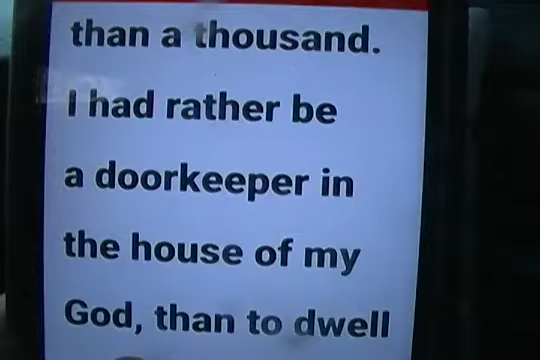 than a thousand.
I had rather be
a doorkeeper in
the house of my
God, than to dwell